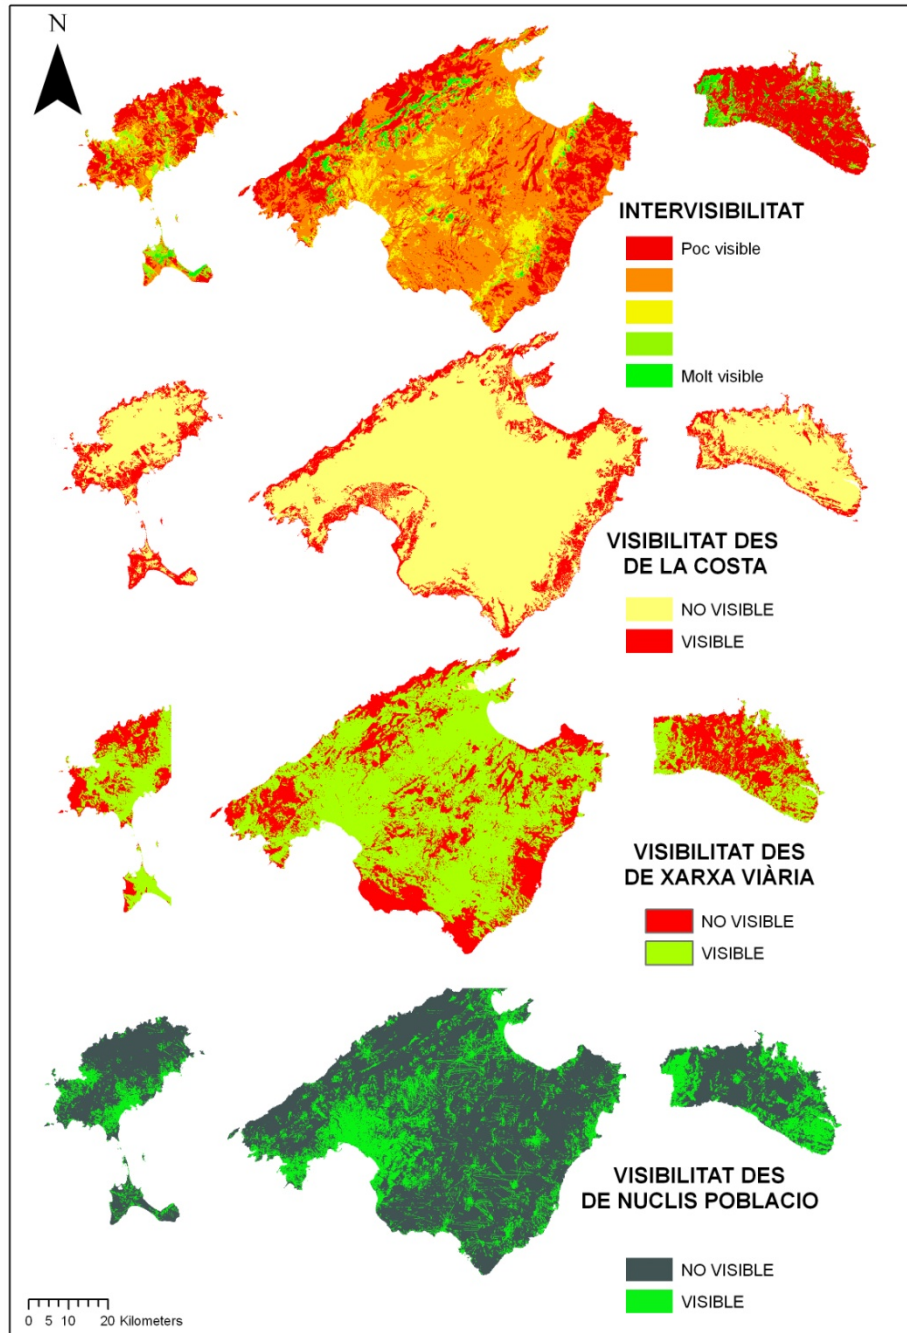 N
INTERVISIBILITAT
Poc visible
Molt visible
VISIBILITAT DES
DE LA COSTA
NO VISIBLE
VISIBLE
VISIBILITAT DES
DE XARXA VIÀRIA
NO VISIBLE
VISIBLE
VISIBILITAT DES
DE NUCLIS POBLACIO
NO VISIBLE
VISIBLE
0 5 10 20 Kilometers